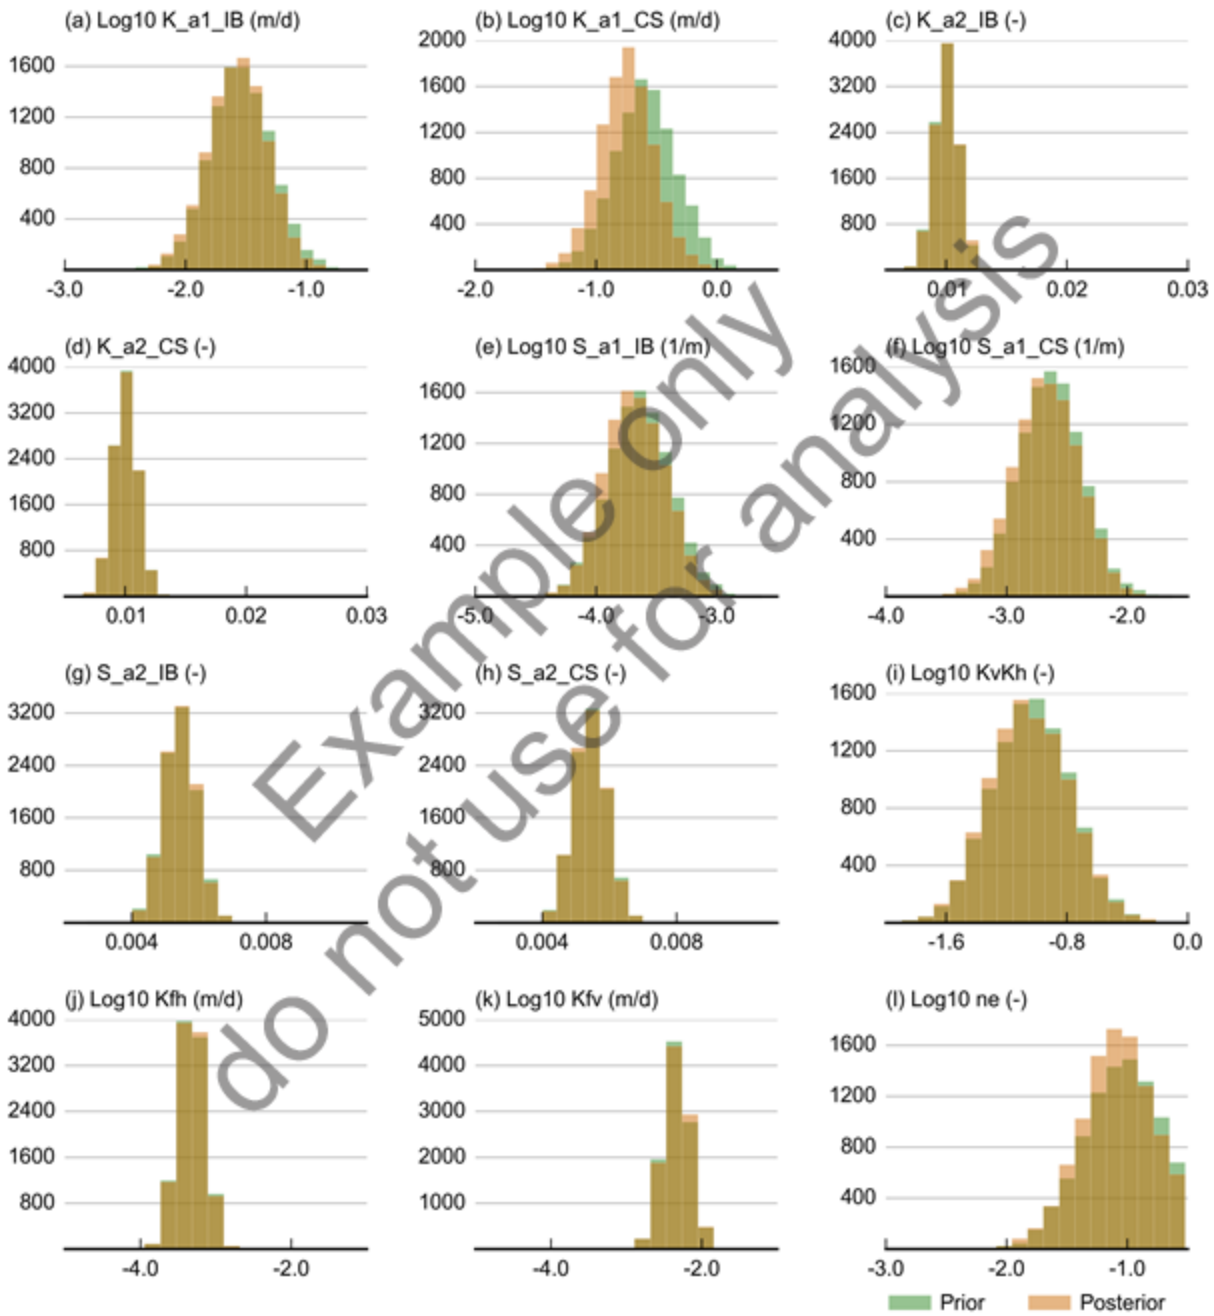 (a) Log10 K_a1_IB (m/d)
1600
1200
800
400
-3.0 -2.0 -1.0
(b) Log10 K_a1_CS (m/d)
2000
1600
1200
800
400
-2.0 -1.0 0.0
(c) K_a2_IB (-)
4000
3200
2400
1600
800
0.01 0.02 0.03
(d) K_a2_CS (-)
4000
3200
2400
1600
800
0.01 0.02 0.03
(e) Log10 S_a1_IB (1/m)
1600
1200
800
400
-5.0 -4.0 -3.0
(f) Log10 S_a1_CS (1/m)
1600
1200
800
400
-4.0 -3.0 -2.0
(g) S_a2_IB (-)
3200
2400
1600
800
0.004 0.008
(h) S_a2_CS (-)
3200
2400
1600
800
0.004 0.008
(i) Log10 KvKh (-)
1600
1200
800
400
-1.6 -0.8 0.0
(j) Log10 Kfh (m/d)
4000
3200
2400
1600
800
-4.0 -2.0
(k) Log10 Kfv (m/d)
5000
4000
3000
2000
1000
-4.0 -2.0
(l) Log10 ne (-)
1600
1200
800
400
-3.0 -2.0 -1.0
Prior Posterior
Example only
do not use for analysis